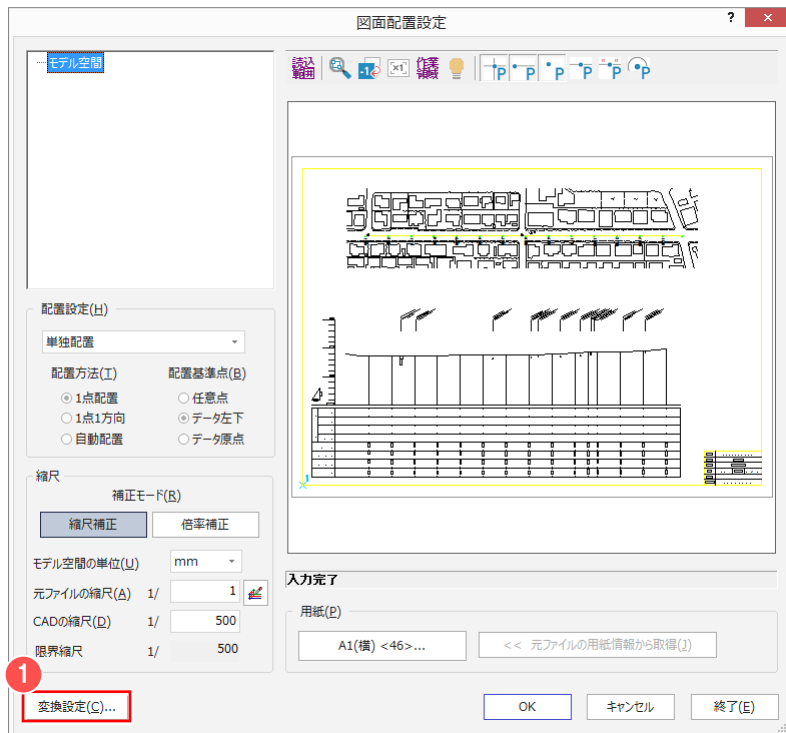 図面配置設定
?
モデル空間
読込 範囲 -1 ×1 作業 領域 P P P P P P
配置設定(H)
単独配置
配置方法(T) 配置基準点(B)
1点配置 任意点
1点1方向 データ左下
自動配置 データ原点
縮尺
補正モード(R)
縮尺補正 倍率補正
モデル空間の単位(U) mm
元ファイルの縮尺(A) 1/ 1
CADの縮尺(D) 1/ 500
限界縮尺 1/ 500
1
入力完了
用紙(P)
A1(横) <46>... << 元ファイルの用紙情報から取得(J)
1
変換設定(C)... OK キャンセル 終了(E)